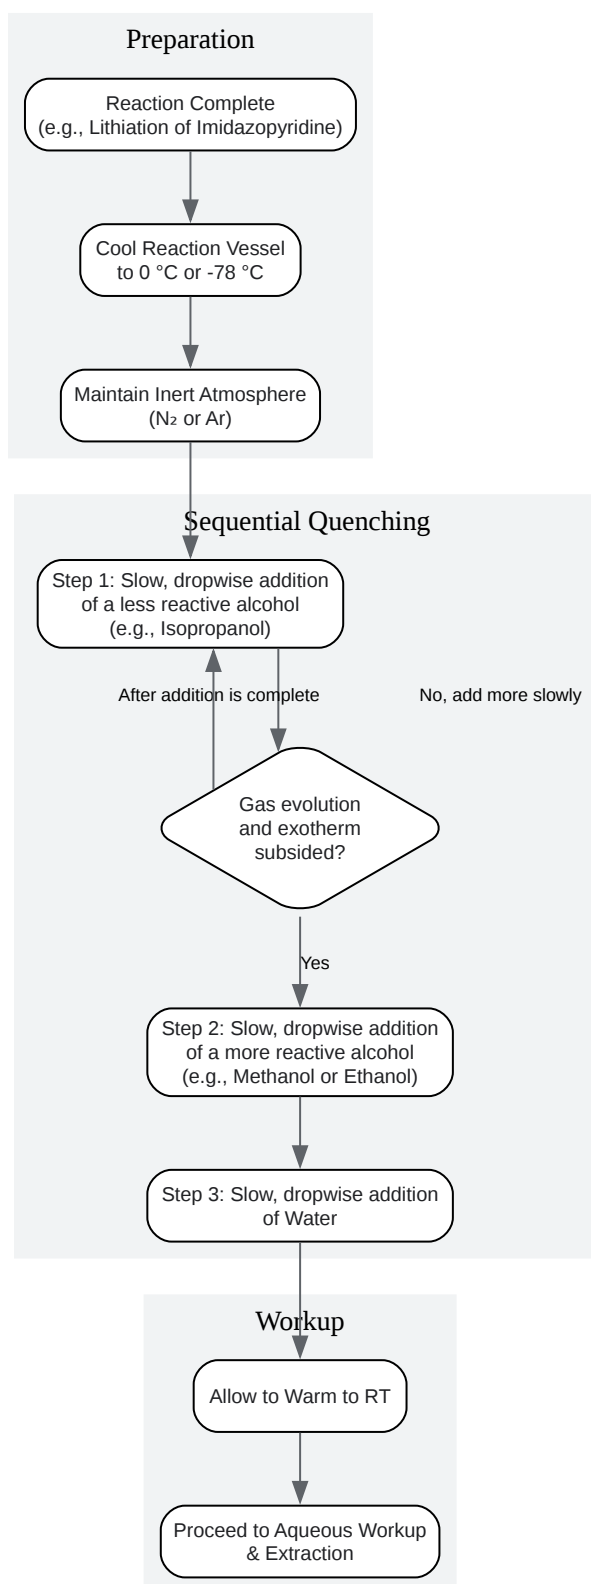 Preparation
Reaction Complete
(e.g., Lithiation of Imidazopyridine)
Cool Reaction Vessel
to 0 °C or -78 °C
Maintain Inert Atmosphere
(N₂ or Ar)
Sequential Quenching
Step 1: Slow, dropwise addition
of a less reactive alcohol
(e.g., Isopropanol)
After addition is complete
No, add more slowly
Gas evolution
and exotherm
subsided?
Yes
Step 2: Slow, dropwise addition
of a more reactive alcohol
(e.g., Methanol or Ethanol)
Step 3: Slow, dropwise addition
of Water
Workup
Allow to Warm to RT
Proceed to Aqueous Workup
& Extraction